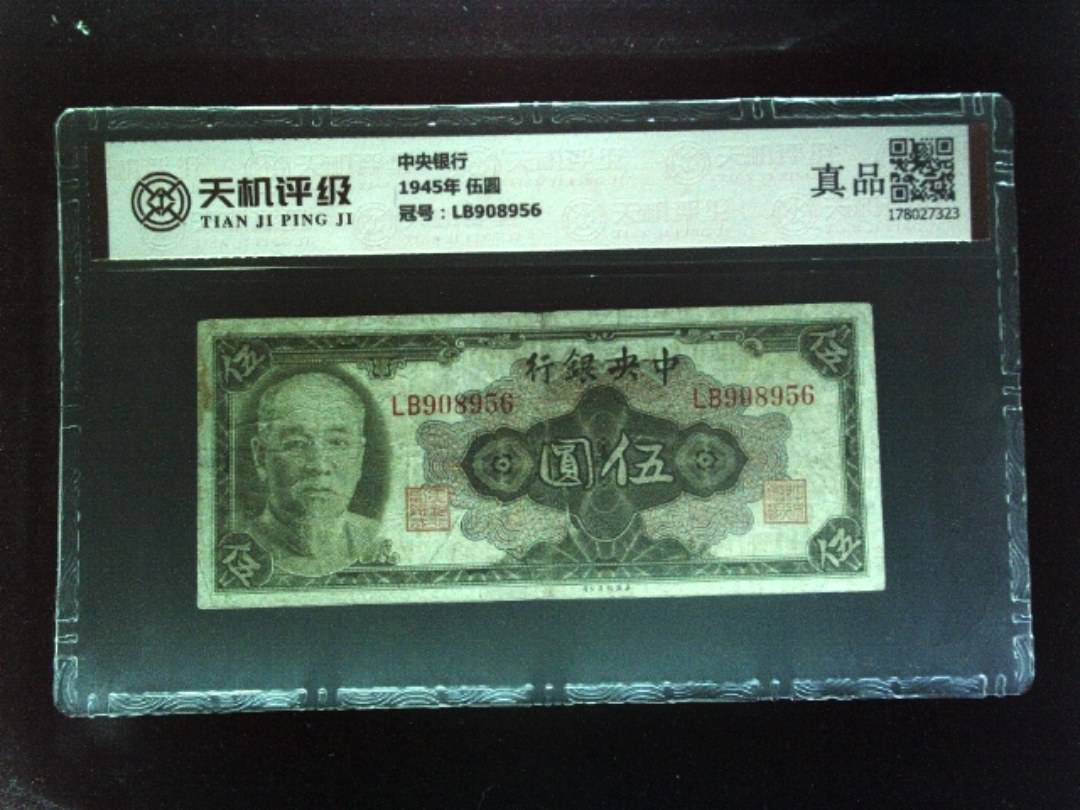 天机评级
TIAN JI PING JI
中央银行
1945年 伍圓
冠号：LB908956
真品
178027323
伍
伍
行銀央中
LB908956
LB908956
圓伍
伍
伍